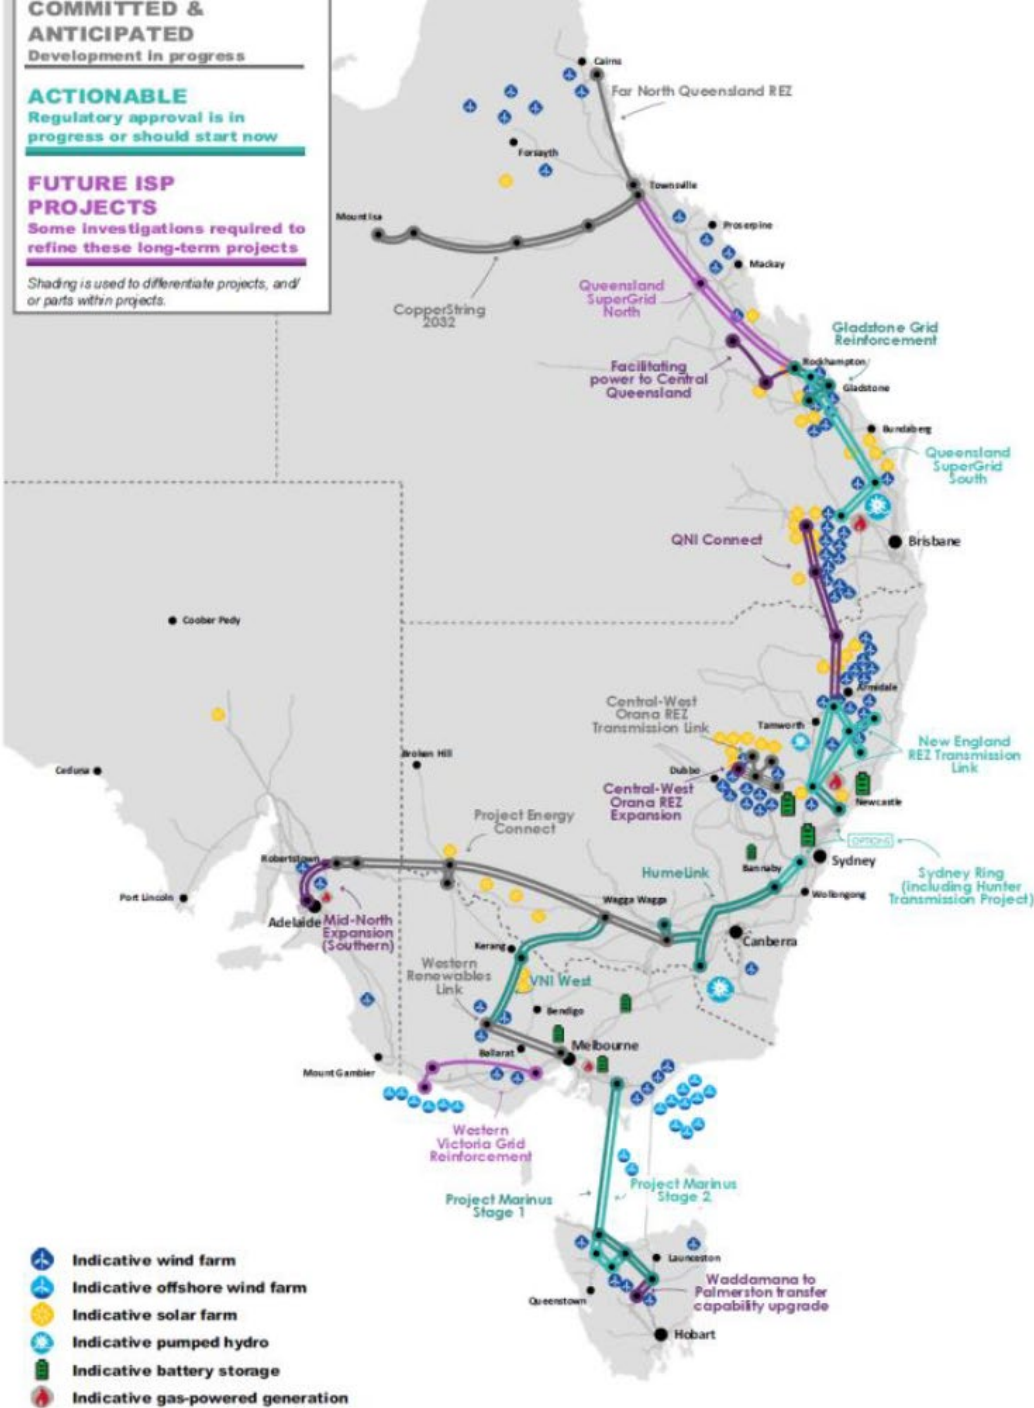 COMMITTED &
ANTICIPATED
Development in progress
ACTIONABLE
Regulatory approval is in
progress or should start now
FUTURE ISP
PROJECTS
Some investigations required to
refine these long-term projects
Shading is used to differentiate projects, and/
or parts within projects.
Cairns
Far North Queensland REZ
Forsayth
Townsville
Mount Isa
Proserpine
Mackay
Queensland
SuperGrid
North
CopperString
2032
Gladstone Grid
Reinforcement
Rockhampton
Facilitating
power to Central
Queensland
Gladstone
Bundaberg
Queensland
SuperGrid
South
QNI Connect
Brisbane
Coober Pedy
Armidale
Central-West
Orana REZ
Transmission Link
Tamworth
New England
REZ Transmission
Link
Broken Hill
Ceduna
Dubbo
Central-West
Orana REZ
Expansion
Newcastle
Project Energy
Connect
OPTIONS
Robertstown
Sydney
Bannaby
HumeLink
Sydney Ring
(including Hunter
Transmission Project)
Port Lincoln
Wollongong
Wagga Wagga
Adelaide
Mid-North
Expansion
(Southern)
Canberra
Kerang
Western
Renewables
Link
VNI West
Bendigo
Melbourne
Ballarat
Mount Gambier
Western
Victoria Grid
Reinforcement
Project Marinus
Stage 2
Project Marinus
Stage 1
Launceston
Waddamana to
Palmerston transfer
capability upgrade
Queenstown
Hobart
Indicative wind farm
Indicative offshore wind farm
Indicative solar farm
Indicative pumped hydro
Indicative battery storage
Indicative gas-powered generation